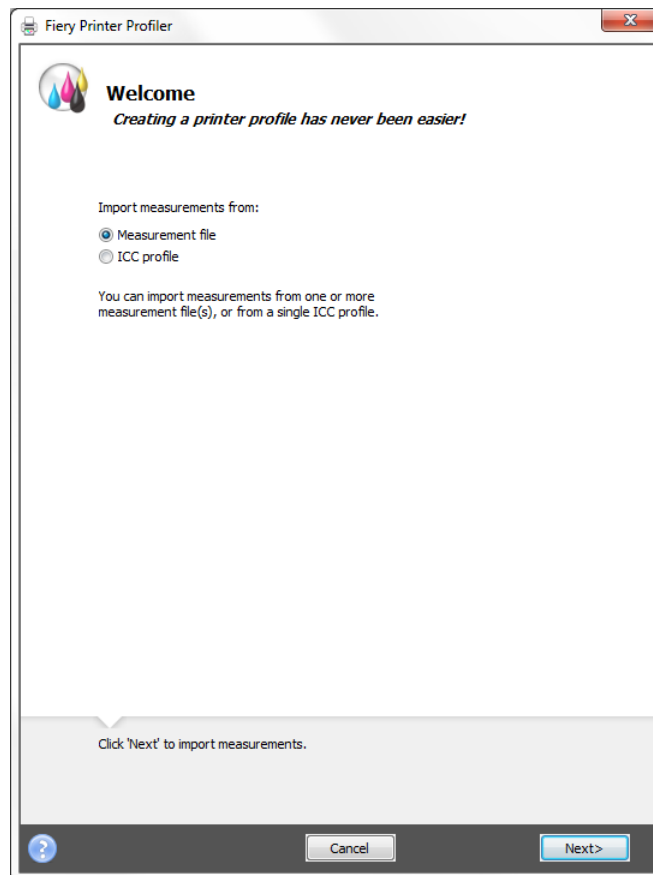 Fiery Printer Profiler
Welcome
Creating a printer profile has never been easier!
Import measurements from:
Measurement file
ICC profile
You can import measurements from one or more
measurement file(s), or from a single ICC profile.
Click 'Next' to import measurements.
?
Cancel
Next>